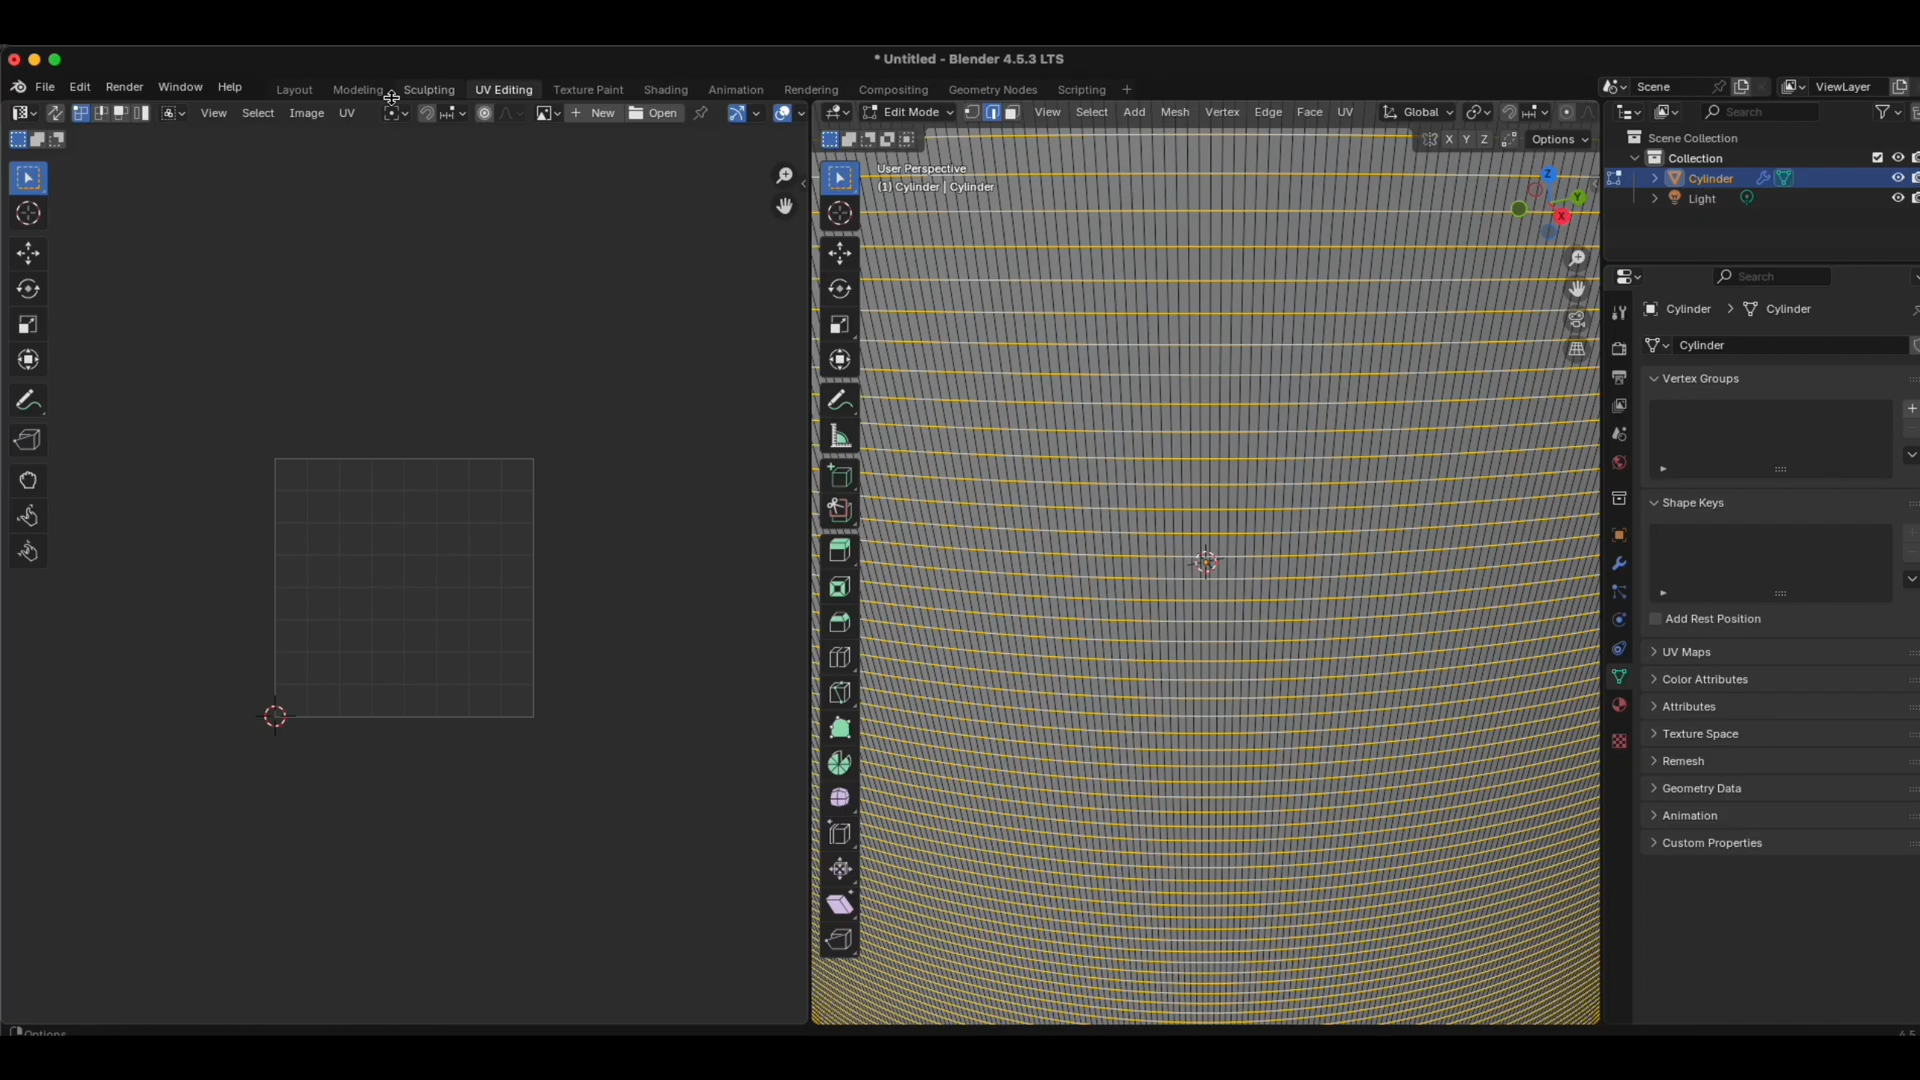 * Untitled - Blender 4.5.3 LTS
File Edit Render Window Help Layout Modeling Sculpting UV Editing Texture Paint Shading Animation Rendering Compositing Geometry Nodes Scripting + Scene ViewLayer
View Select Image UV New Open Edit Mode View Select Add Mesh Vertex Edge Face UV Global Search
X Y Z Options
Scene Collection
Collection
Cylinder
Light
User Perspective
(1) Cylinder | Cylinder
Z
Y
X
Search
Cylinder > Cylinder
Cylinder
Vertex Groups
Shape Keys
Add Rest Position
UV Maps
Color Attributes
Attributes
Texture Space
Remesh
Geometry Data
Animation
Custom Properties
Options